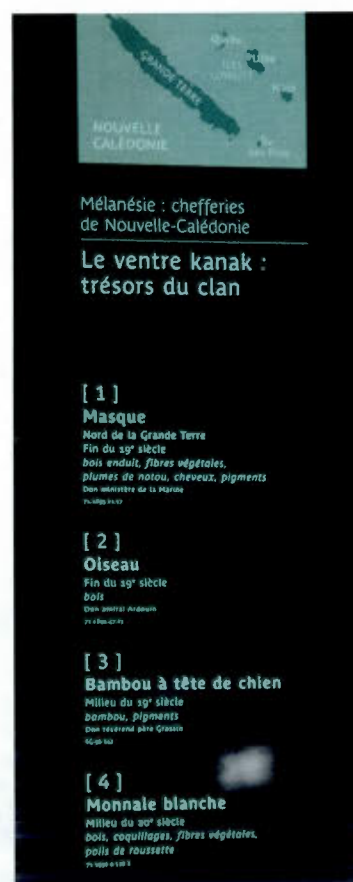 GRANDE TERRE
NOUVELLE
CALÉDONIE
Mélanésie : chefferies
de Nouvelle-Calédonie
Le ventre kanak :
trésors du clan
[ 1 ]
Masque
Nord de la Grande Terre
Fin du 19e siècle
bois enduit, fibres végétales,
plumes de notou, cheveux, pigments
Don ministère de la Marine
[ 2 ]
Oiseau
Fin du 19e siècle
bois
Don amiral Ardouin
[ 3 ]
Bambou à tête de chien
Milieu du 19e siècle
bambou, pigments
Don révérend père
[ 4 ]
Monnaie blanche
Milieu du 20e siècle
bois, coquillages, fibres végétales,
poils de roussette